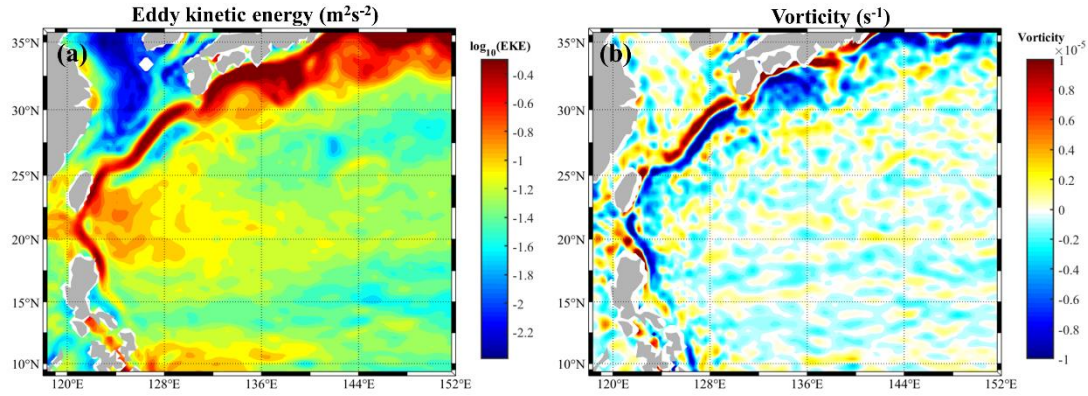 Eddy kinetic energy (m²s⁻²)
(a)
log₁₀(EKE)
-0.4
-0.6
-0.8
-1
-1.2
-1.4
-1.6
-1.8
-2
-2.2
35°N
30°N
25°N
20°N
15°N
10°N
120°E
128°E
136°E
144°E
152°E
Vorticity (s⁻¹)
(b)
Vorticity
×10⁻⁵
1
0.8
0.6
0.4
0.2
0
-0.2
-0.4
-0.6
-0.8
-1
35°N
30°N
25°N
20°N
15°N
10°N
120°E
128°E
136°E
144°E
152°E